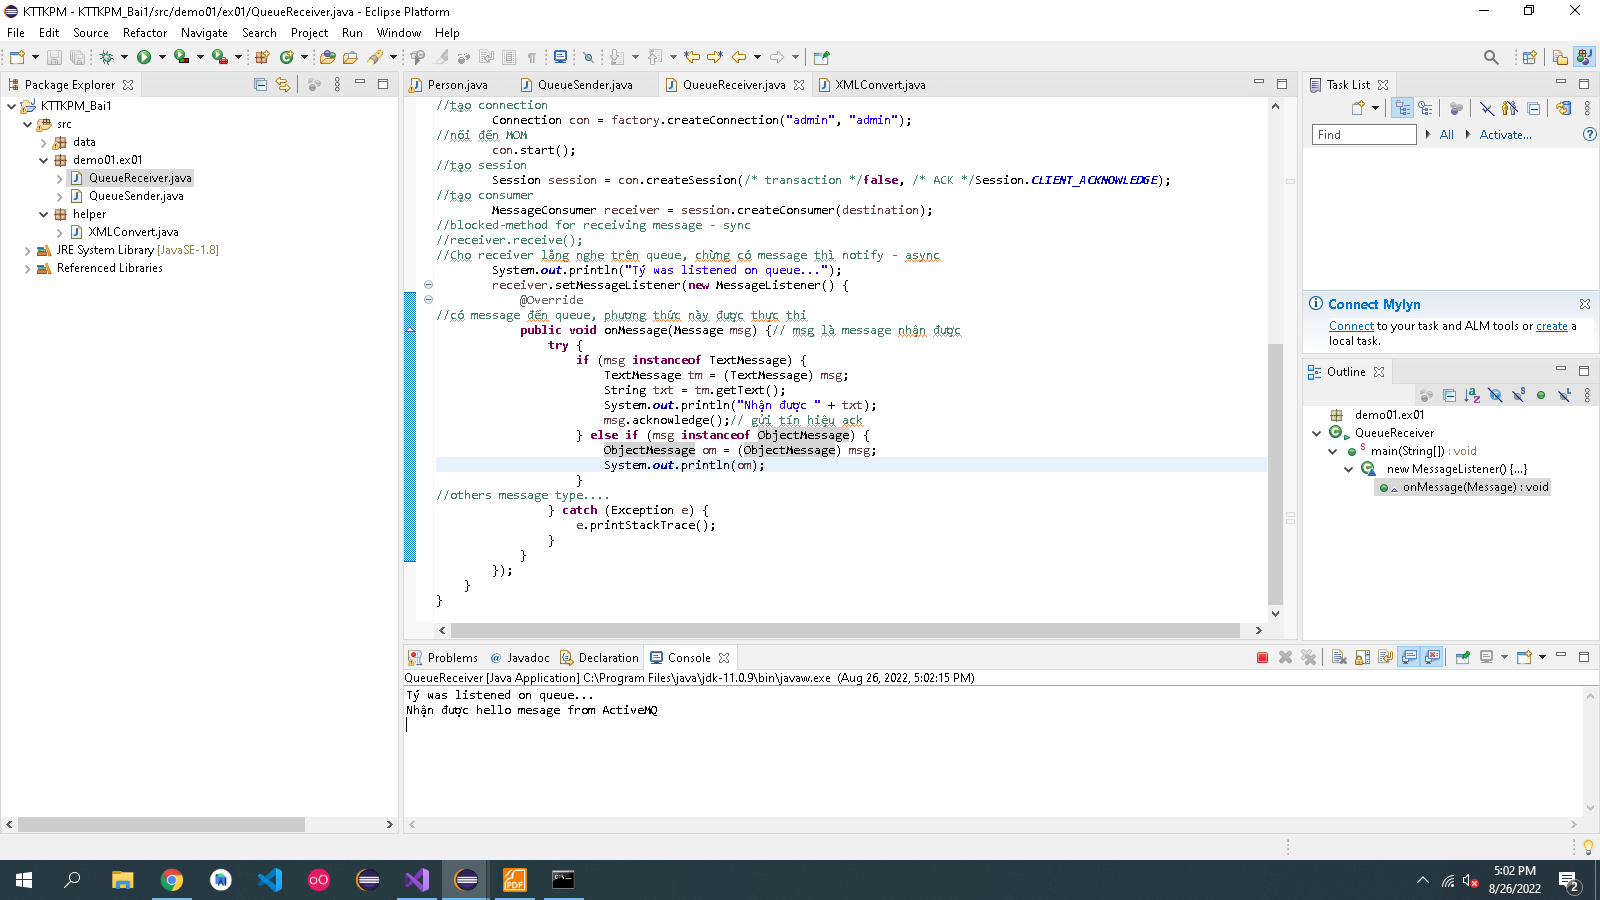 KTTKPM - KTTKPM_Bai1/src/demo01/ex01/QueueReceiver.java - Eclipse Platform
File Edit Source Refactor Navigate Search Project Run Window Help
Package Explorer
KTTKPM_Bai1
src
data
demo01.ex01
QueueReceiver.java
QueueSender.java
helper
XMLConvert.java
JRE System Library [JavaSE-1.8]
Referenced Libraries
Person.java QueueSender.java QueueReceiver.java XMLConvert.java
//tạo connection
Connection con = factory.createConnection("admin", "admin");
//nối đến MOM
con.start();
//tạo session
Session session = con.createSession(/* transaction */false, /* ACK */Session.CLIENT_ACKNOWLEDGE);
//tạo consumer
MessageConsumer receiver = session.createConsumer(destination);
//blocked-method for receiving message - sync
//receiver.receive();
//Cho receiver lắng nghe trên queue, chừng có message thì notify - async
System.out.println("Tý was listened on queue...");
receiver.setMessageListener(new MessageListener() {
@Override
//có message đến queue, phương thức này được thực thi
public void onMessage(Message msg) {// msg là message nhận được
try {
if (msg instanceof TextMessage) {
TextMessage tm = (TextMessage) msg;
String txt = tm.getText();
System.out.println("Nhận được " + txt);
msg.acknowledge();// gửi tín hiệu ack
} else if (msg instanceof ObjectMessage) {
ObjectMessage om = (ObjectMessage) msg;
System.out.println(om);
}
//others message type....
} catch (Exception e) {
e.printStackTrace();
}
}
});
}
}
Task List
Find All Activate...
Connect Mylyn
Connect to your task and ALM tools or create a
local task.
Outline
demo01.ex01
QueueReceiver
main(String[]) : void
new MessageListener() {...}
onMessage(Message) : void
Problems Javadoc Declaration Console
QueueReceiver [Java Application] C:\Program Files\java\jdk-11.0.9\bin\javaw.exe (Aug 26, 2022, 5:02:15 PM)
Tý was listened on queue...
Nhận được hello mesage from ActiveMQ
5:02 PM
8/26/2022
2
PDF